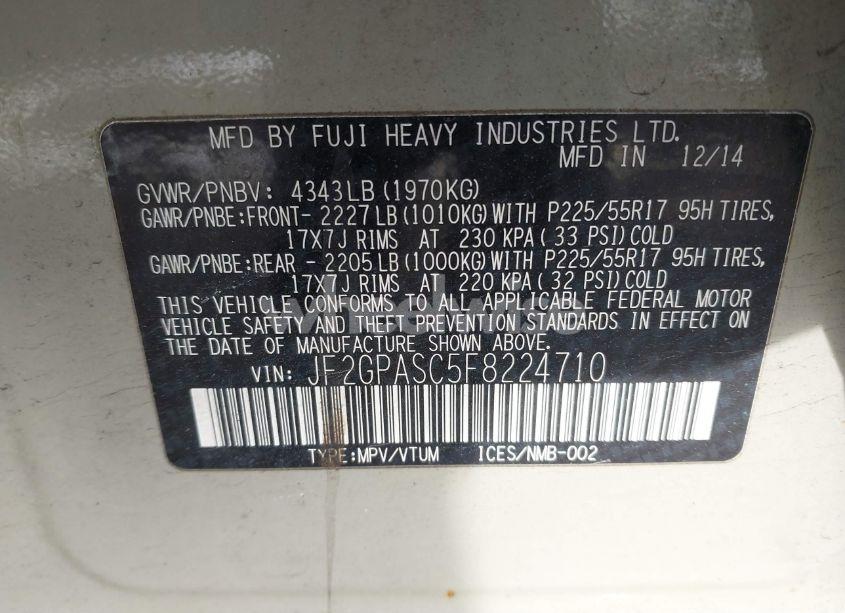 MFD BY FUJI HEAVY INDUSTRIES LTD.
MFD IN 12/14
GVWR/PNBV: 4343LB (1970KG)
GAWR/PNBE:FRONT- 2227 LB (1010KG) WITH P225/55R17 95H TIRES,
17X7J RIMS AT 230 KPA ( 33 PSI) COLD
GAWR/PNBE:REAR - 2205 LB (1000KG) WITH P225/55R17 95H TIRES,
17X7J RIMS AT 220 KPA ( 32 PSI) COLD
THIS VEHICLE CONFORMS TO ALL APPLICABLE FEDERAL MOTOR
VEHICLE SAFETY AND THEFT PREVENTION STANDARDS IN EFFECT ON
THE DATE OF MANUFACTURE SHOWN ABOVE.
VIN: JF2GPASC5F8224710
TYPE:MPV/VTUM ICES/NMB-002